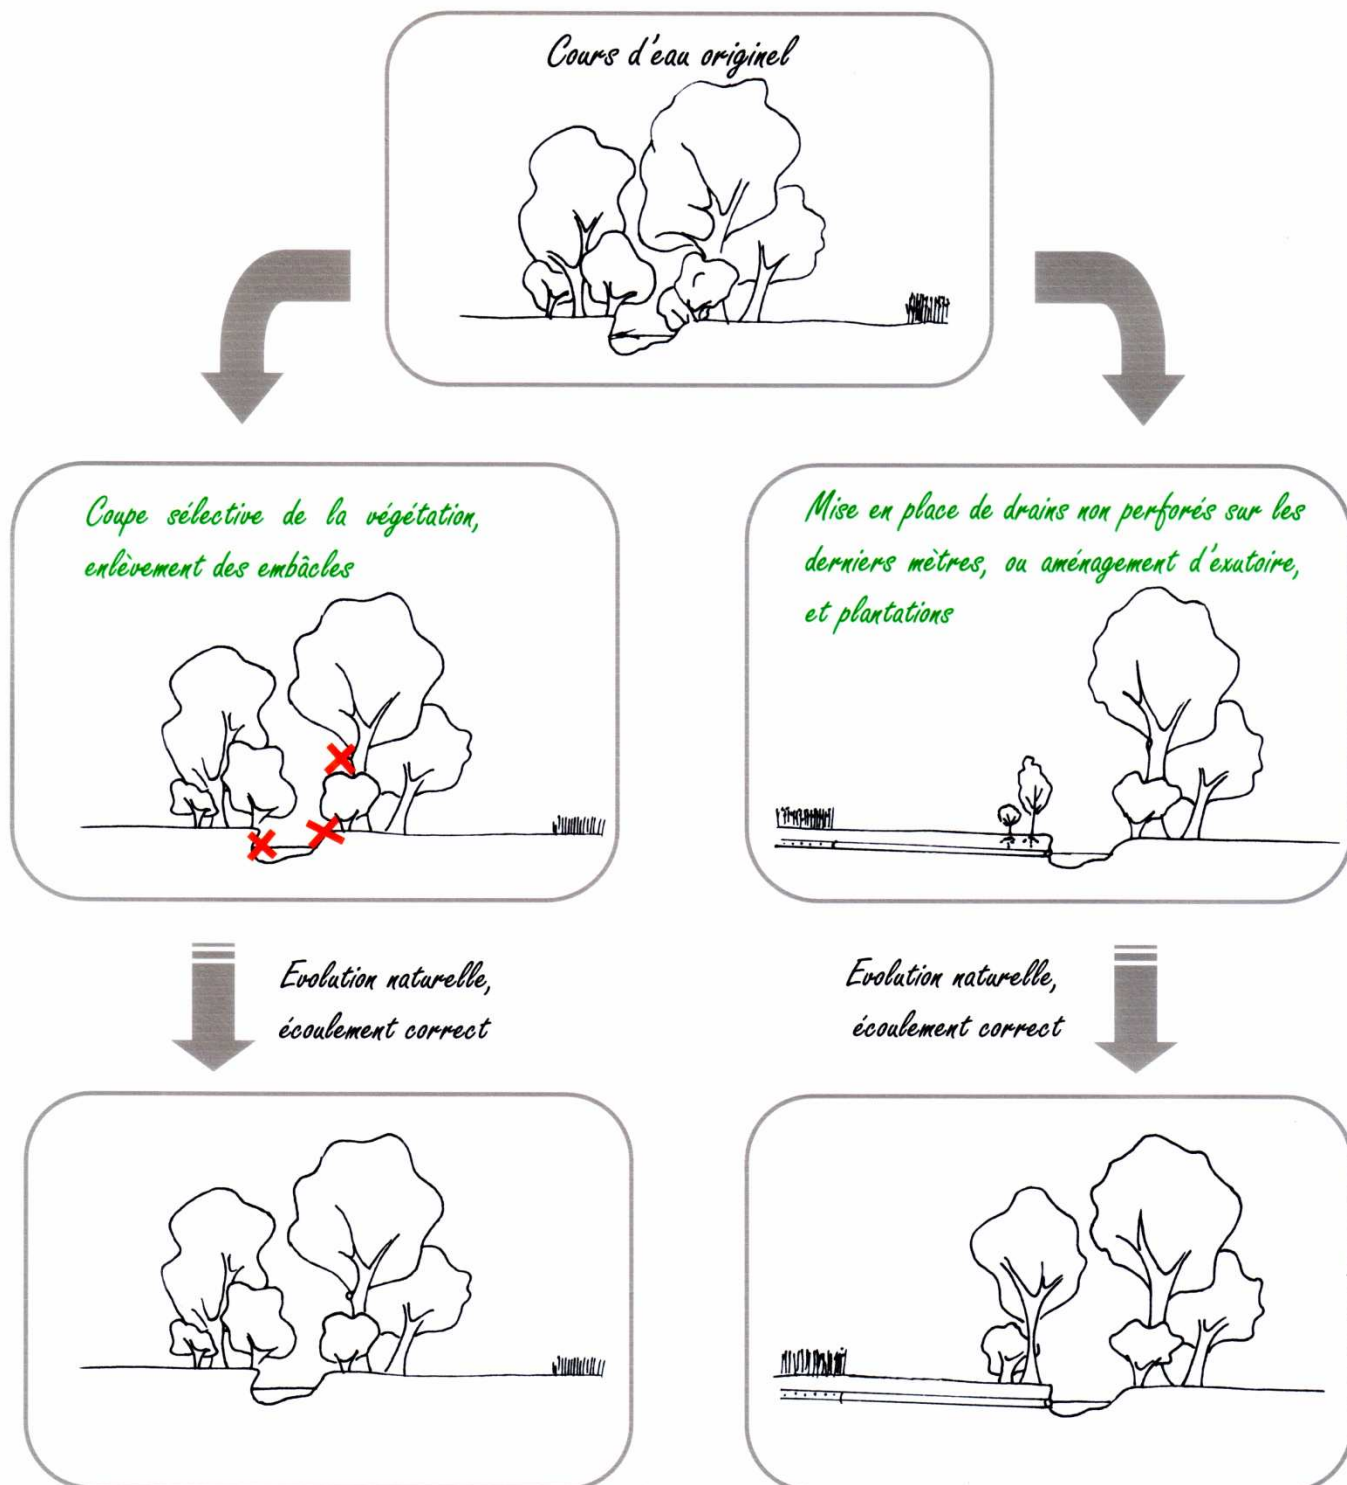 Cours d'eau originel
Coupe sélective de la végétation,
enlèvement des embâcles
Mise en place de drains non perforés sur les
derniers mètres, ou aménagement d'exutoire,
et plantations
Evolution naturelle,
écoulement correct
Evolution naturelle,
écoulement correct